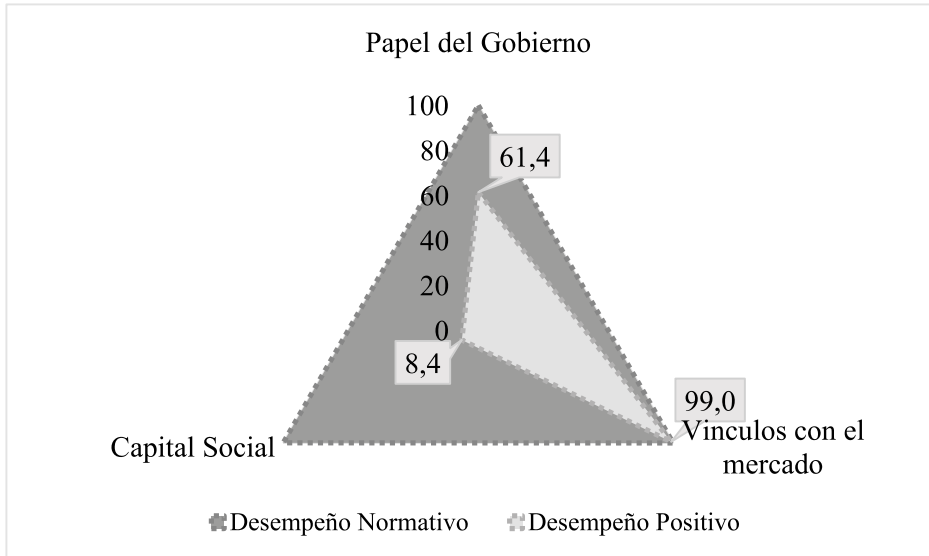 Papel del Gobierno
100
80
61,4
60
40
20
0
8,4
99,0
Capital Social
Vinculos con el
mercado
Desempeño Normativo
Desempeño Positivo